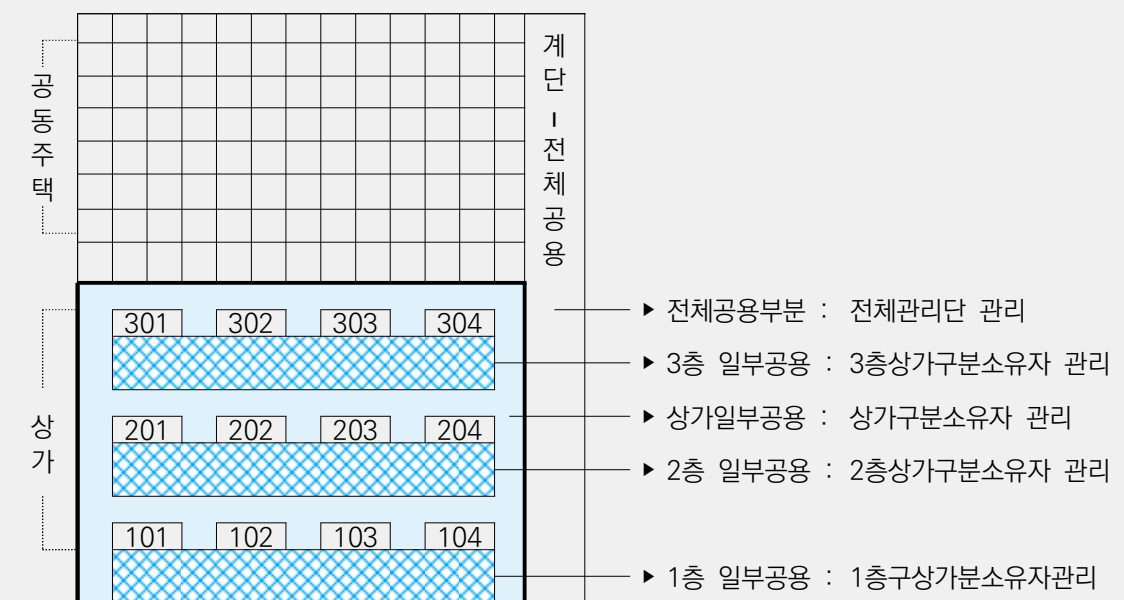 공동주택
계단 - 전체공용
상가
301 302 303 304
201 202 203 204
101 102 103 104
▶ 전체공용부분 : 전체관리단 관리
▶ 3층 일부공용 : 3층상가구분소유자 관리
▶ 상가일부공용 : 상가구분소유자 관리
▶ 2층 일부공용 : 2층상가구분소유자 관리
▶ 1층 일부공용 : 1층구상가분소유자관리